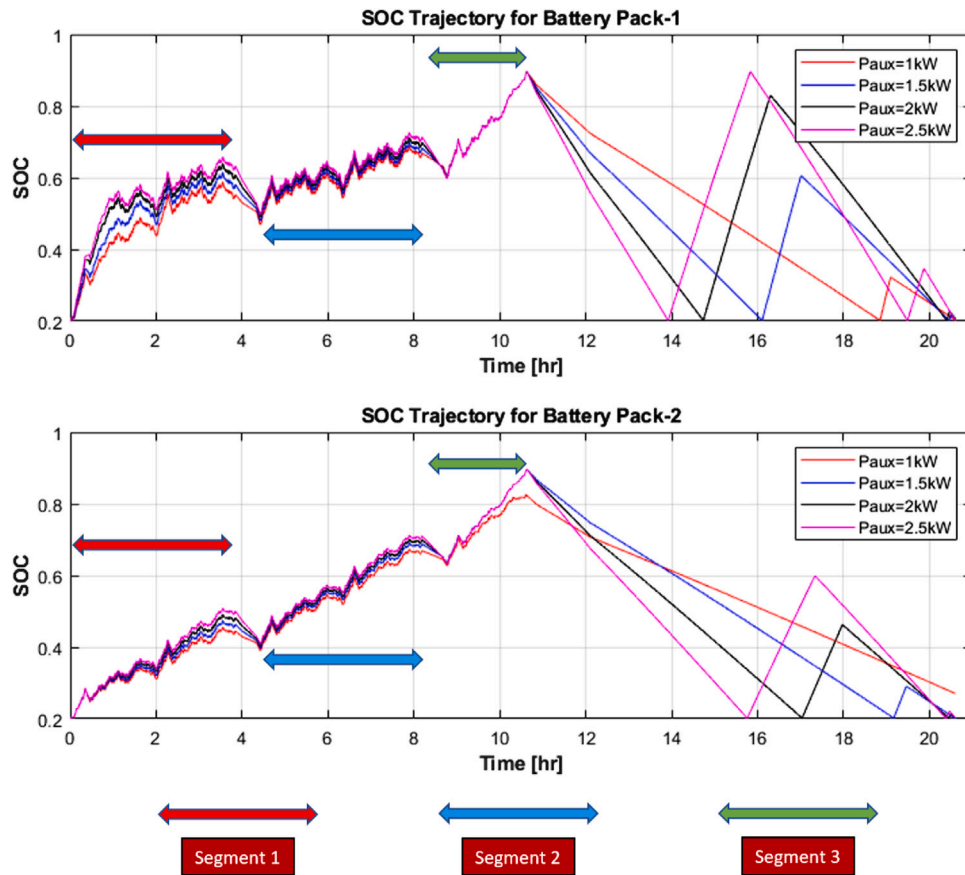 SOC Trajectory for Battery Pack-1
SOC
1
0.8
0.6
0.4
0.2
Paux=1kW
Paux=1.5kW
Paux=2kW
Paux=2.5kW
0 2 4 6 8 10 12 14 16 18 20
Time [hr]
SOC Trajectory for Battery Pack-2
SOC
1
0.8
0.6
0.4
0.2
Paux=1kW
Paux=1.5kW
Paux=2kW
Paux=2.5kW
0 2 4 6 8 10 12 14 16 18 20
Time [hr]
Segment 1 Segment 2 Segment 3